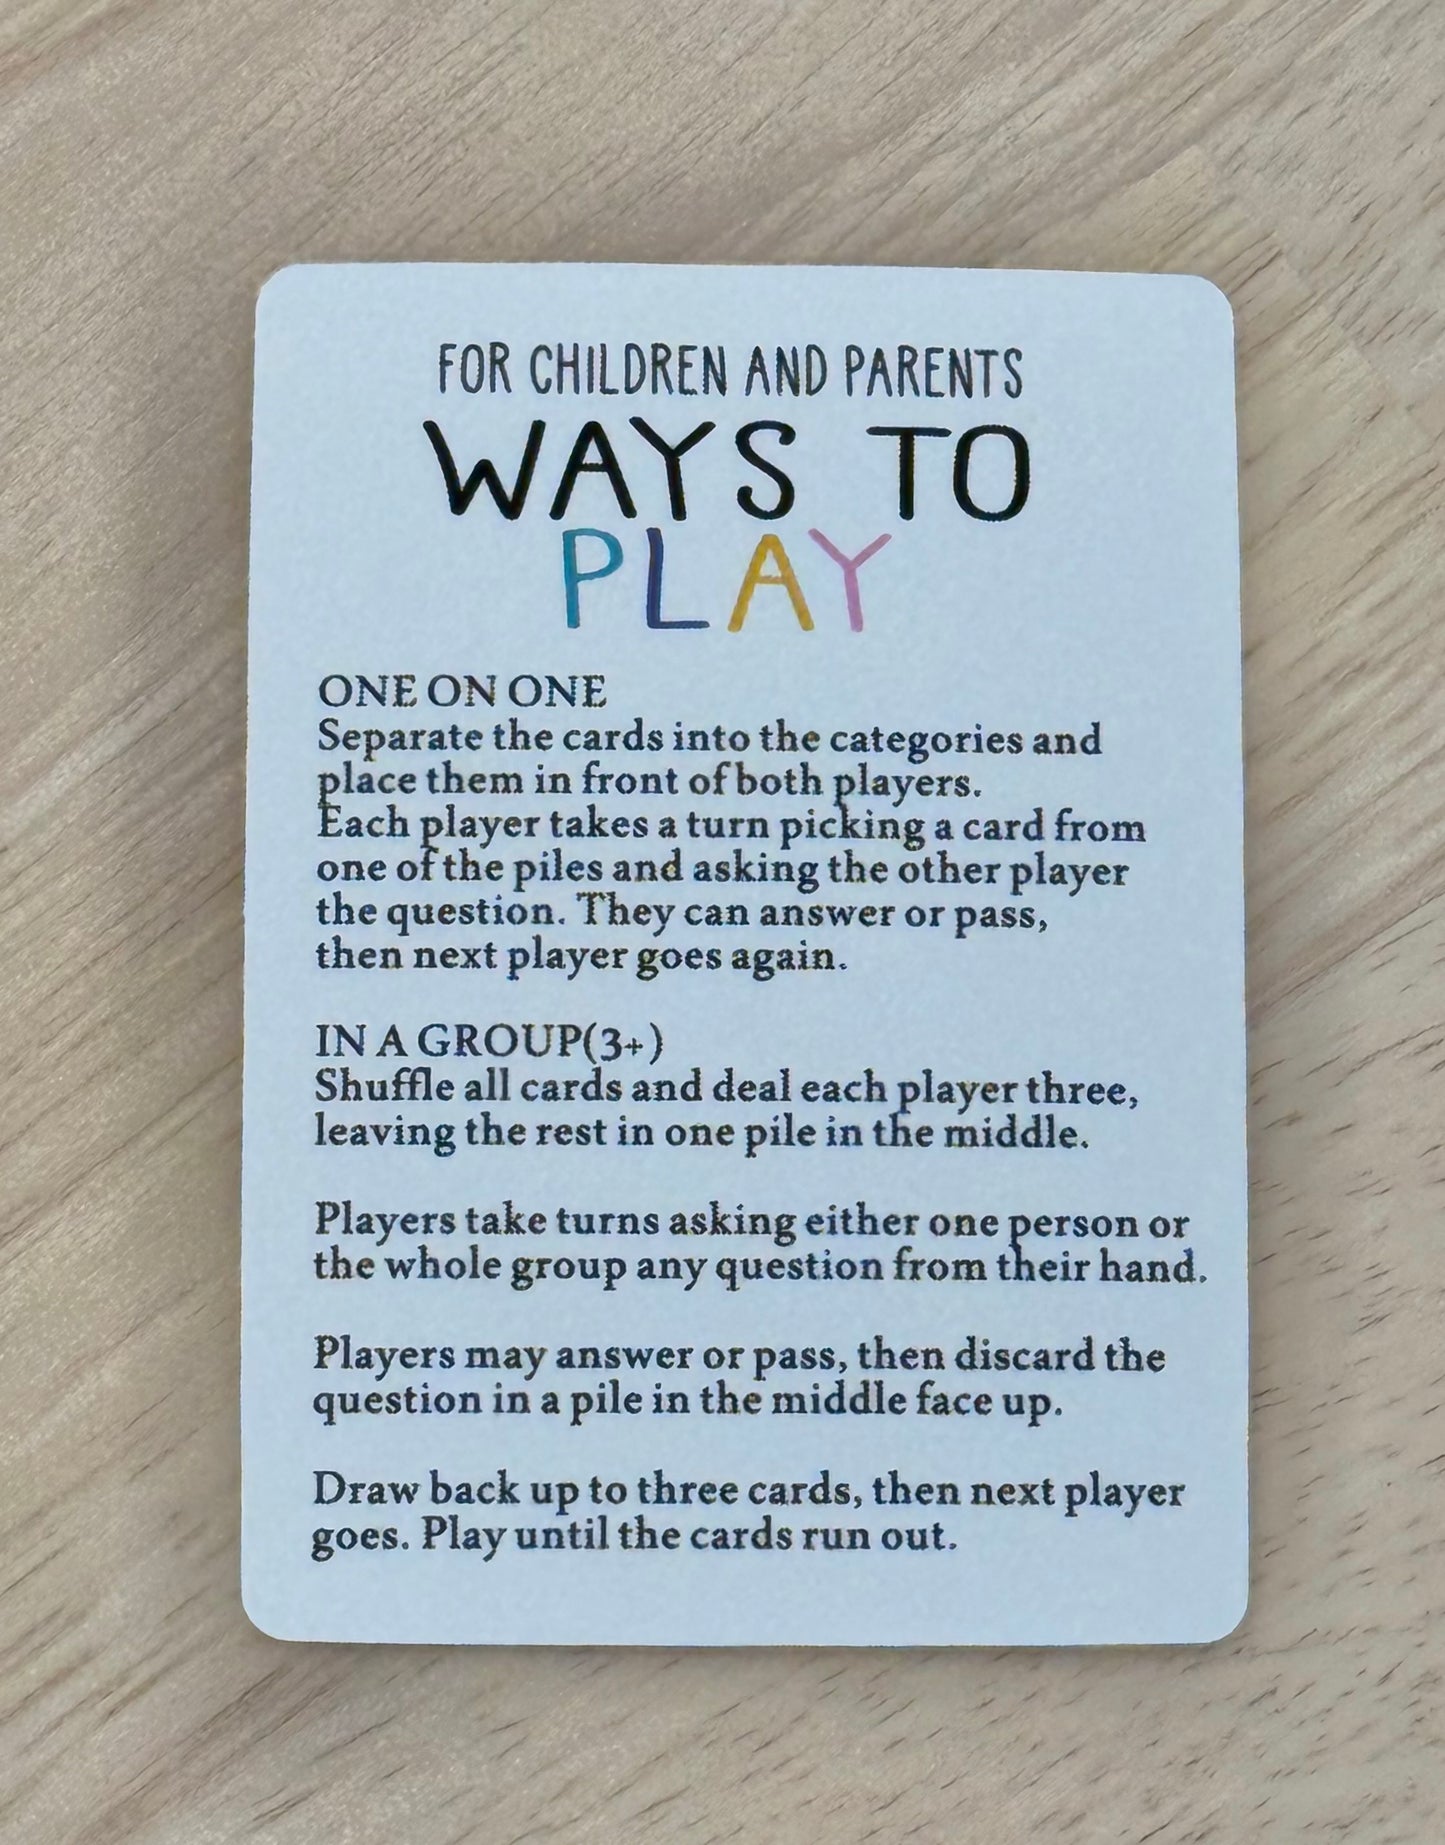 FOR CHILDREN AND PARENTS
WAYS TO
PLAY
ONE ON ONE
Separate the cards into the categories and
place them in front of both players.
Each player takes a turn picking a card from
one of the piles and asking the other player
the question. They can answer or pass,
then next player goes again.
IN A GROUP(3+)
Shuffle all cards and deal each player three,
leaving the rest in one pile in the middle.
Players take turns asking either one person or
the whole group any question from their hand.
Players may answer or pass, then discard the
question in a pile in the middle face up.
Draw back up to three cards, then next player
goes. Play until the cards run out.